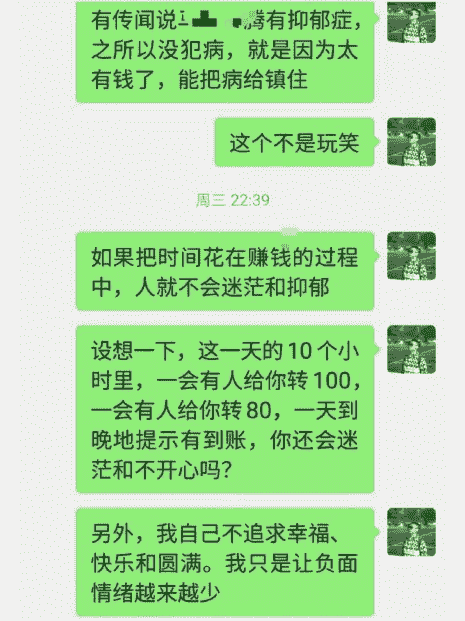 有传闻说 腾有抑郁症，
之所以没犯病，就是因为太
有钱了，能把病给镇住
这个不是玩笑
周三 22:39
如果把时间花在赚钱的过程
中，人就不会迷茫和抑郁
设想一下，这一天的 10 个小
时里，一会有人给你转 100，
一会有人给你转 80，一天到
晚地提示有到账，你还会迷
茫和不开心吗？
另外，我自己不追求幸福、
快乐和圆满。我只是让负面
情绪越来越少